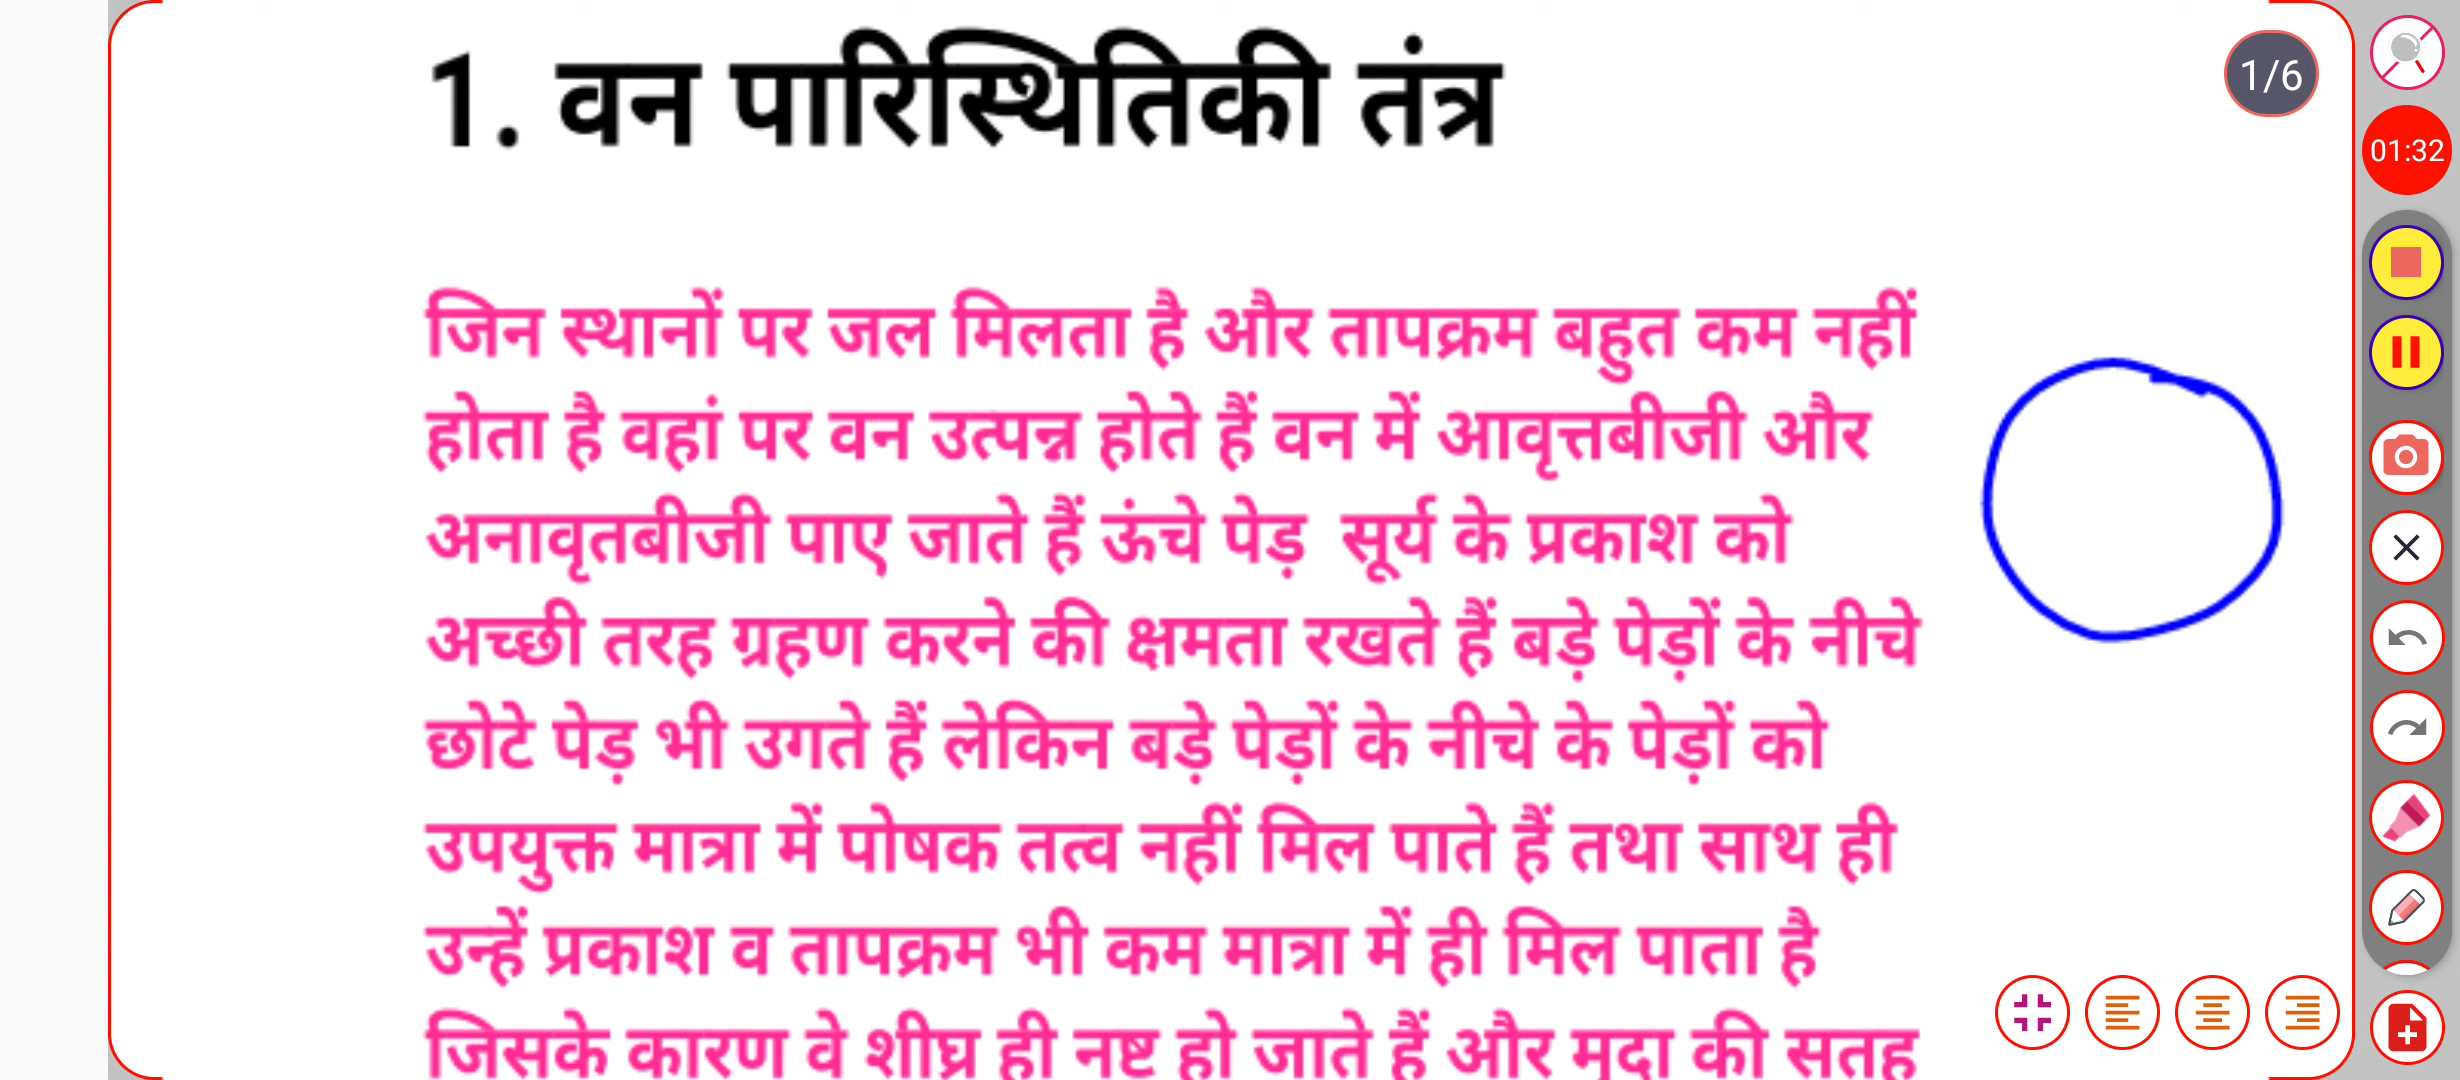 1. वन पारिस्थितिकी तंत्र
1/6
01:32
जिन स्थानों पर जल मिलता है और तापक्रम बहुत कम नहीं
होता है वहां पर वन उत्पन्न होते हैं वन में आवृत्तबीजी और
अनावृतबीजी पाए जाते हैं ऊंचे पेड़ सूर्य के प्रकाश को
अच्छी तरह ग्रहण करने की क्षमता रखते हैं बड़े पेड़ों के नीचे
छोटे पेड़ भी उगते हैं लेकिन बड़े पेड़ों के नीचे के पेड़ों को
उपयुक्त मात्रा में पोषक तत्व नहीं मिल पाते हैं तथा साथ ही
उन्हें प्रकाश व तापक्रम भी कम मात्रा में ही मिल पाता है
जिसके कारण वे शीघ्र ही नष्ट हो जाते हैं और मृदा की सतह